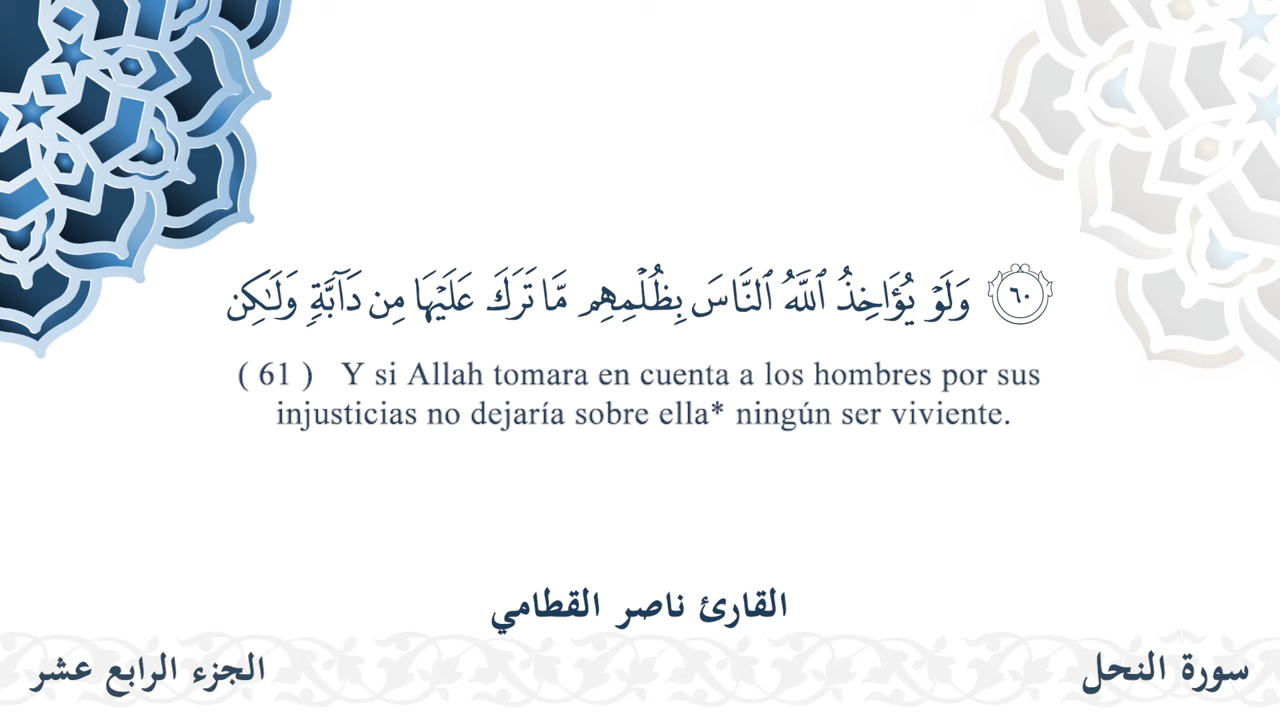 ٦٠ وَلَوۡ يُؤَاخِذُ ٱللَّهُ ٱلنَّاسَ بِظُلۡمِهِم مَّا تَرَكَ عَلَيۡهَا مِن دَآبَّةٖ وَلَٰكِن
( 61 ) Y si Allah tomara en cuenta a los hombres por sus
injusticias no dejaría sobre ella* ningún ser viviente.
القارئ ناصر القطامي
سورة النحل
الجزء الرابع عشر